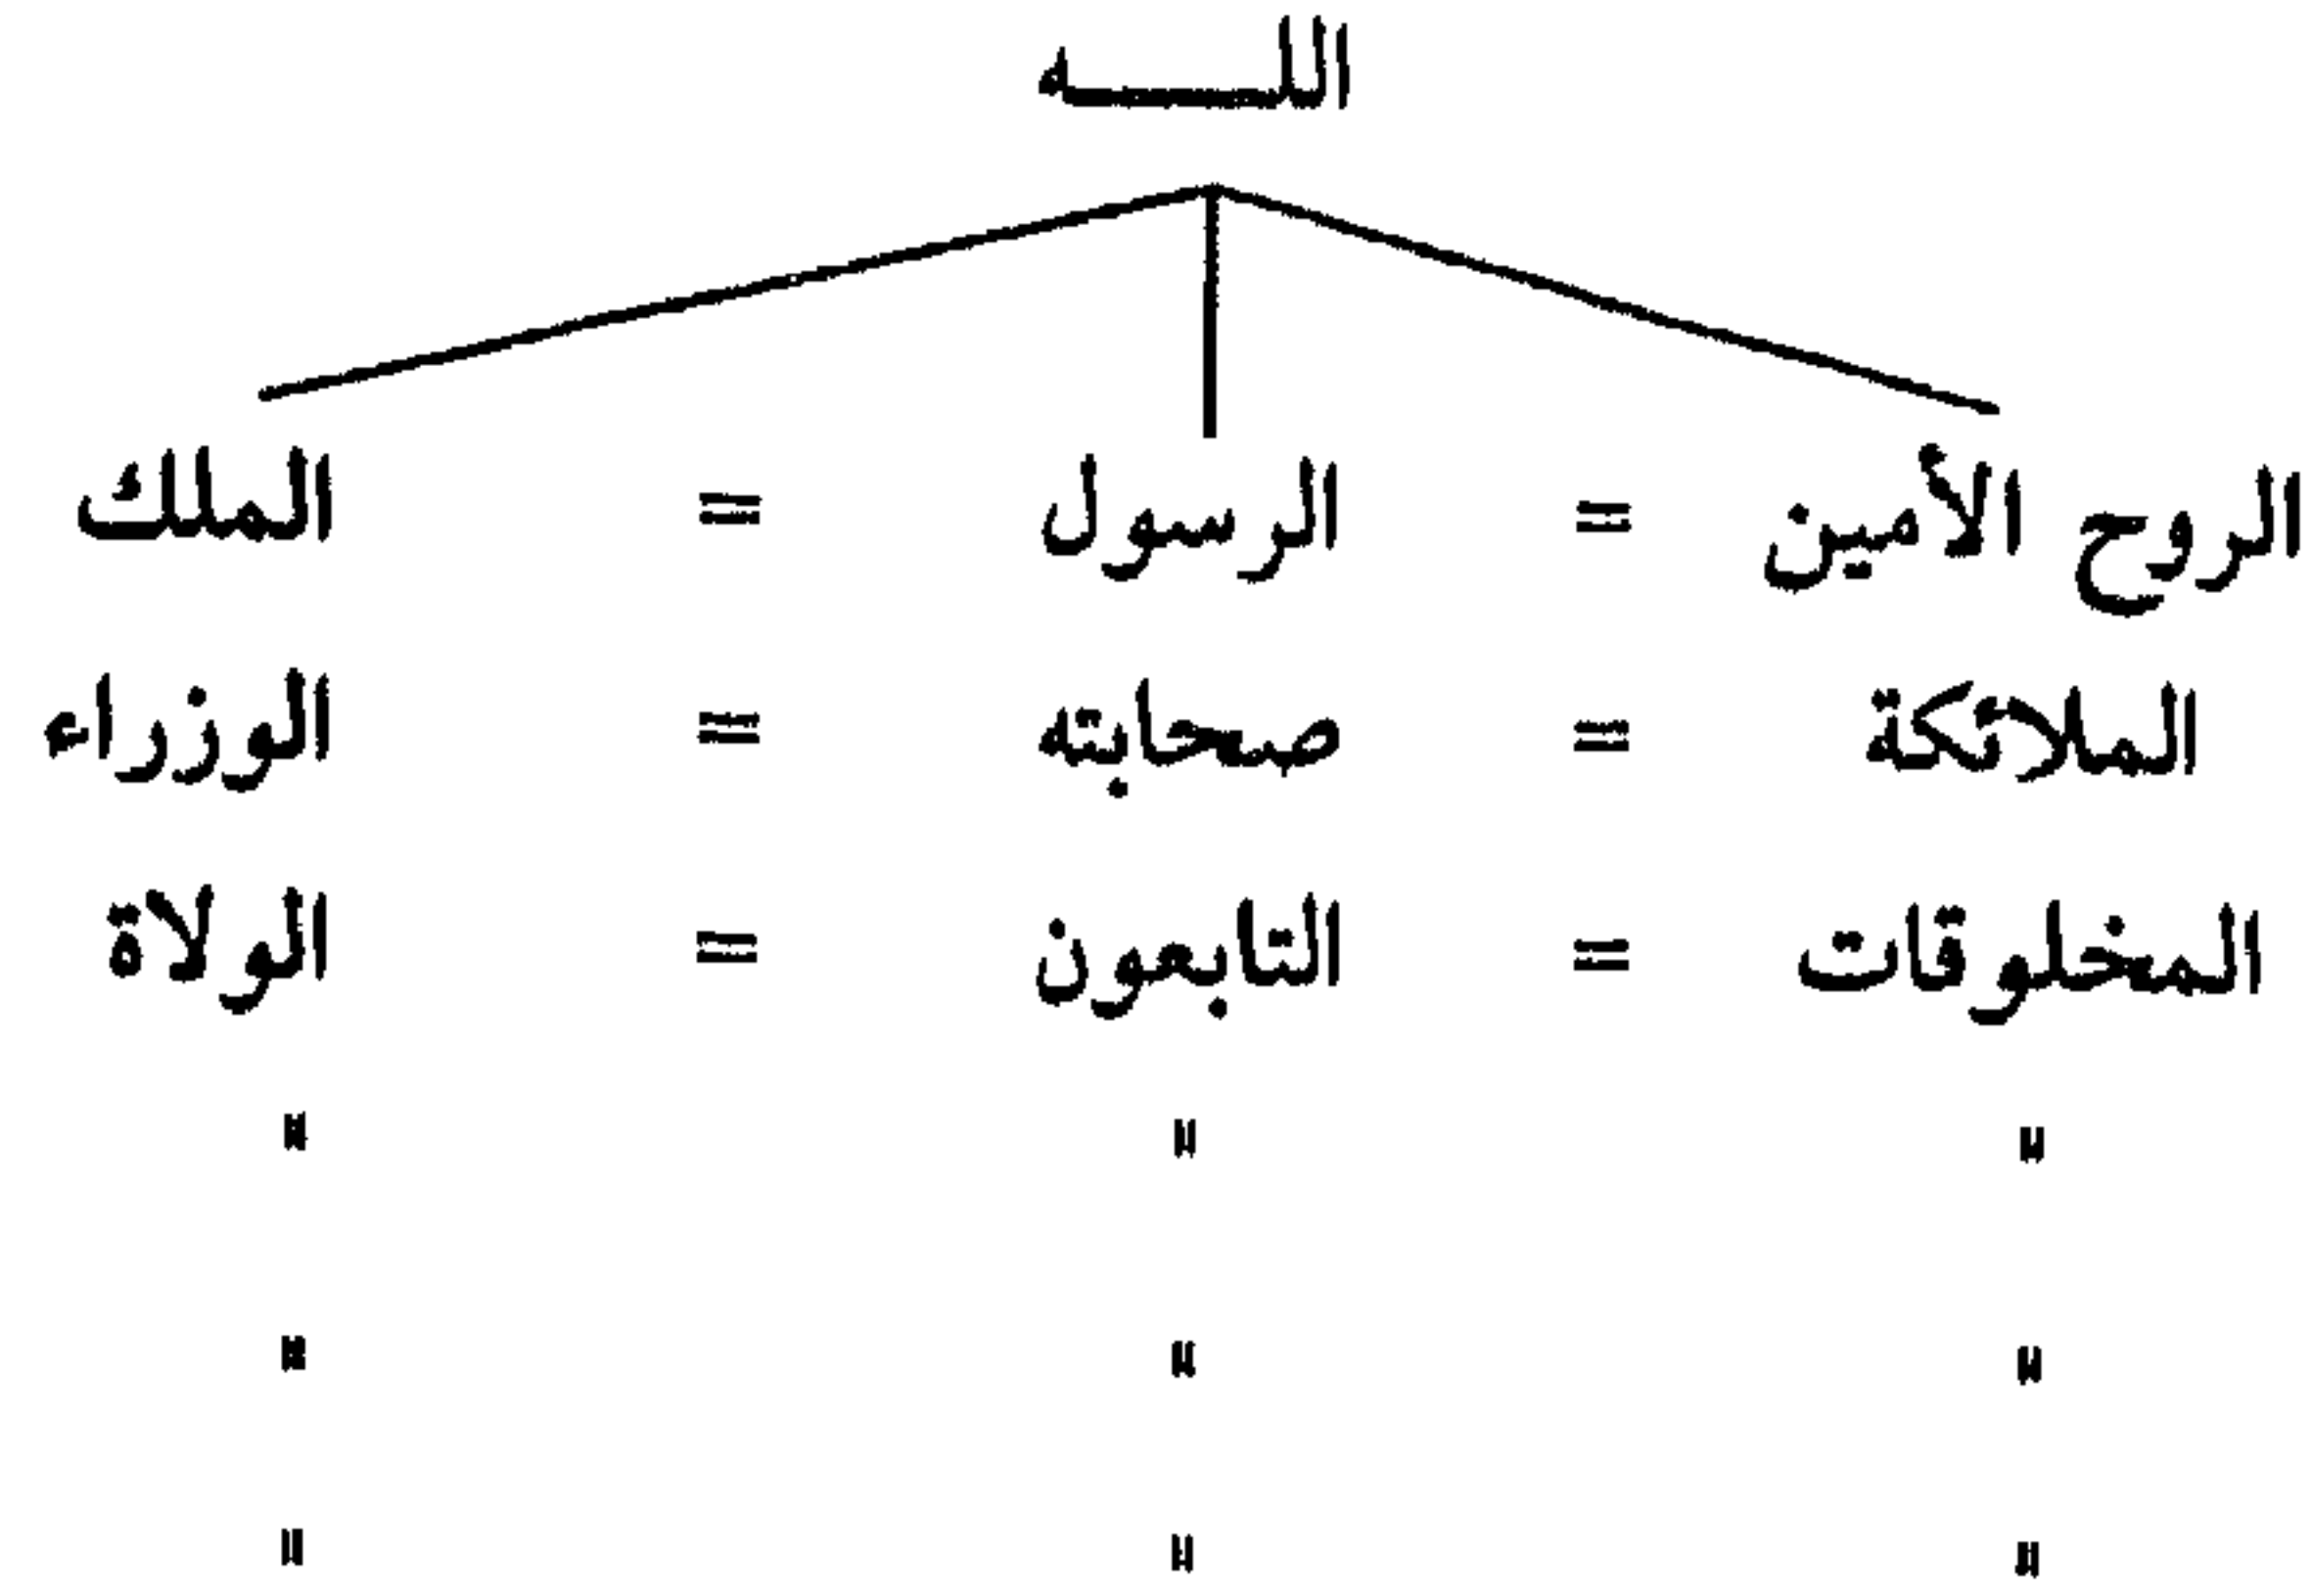 اللـــه
الروح الأمين = الرسول = الملك
الملائكة = صحابته = الوزراء
المخلوقات = التابعون = الولاة
" " "
" " "
" " "